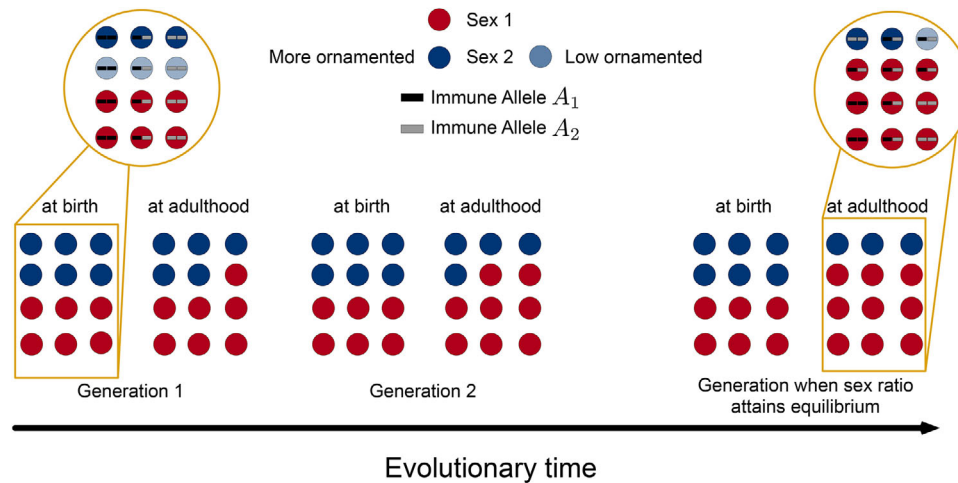 Sex 1
More ornamented Sex 2 Low ornamented
Immune Allele A₁
Immune Allele A₂
at birth at adulthood at birth at adulthood at birth at adulthood
Generation 1 Generation 2 Generation when sex ratio
attains equilibrium
Evolutionary time